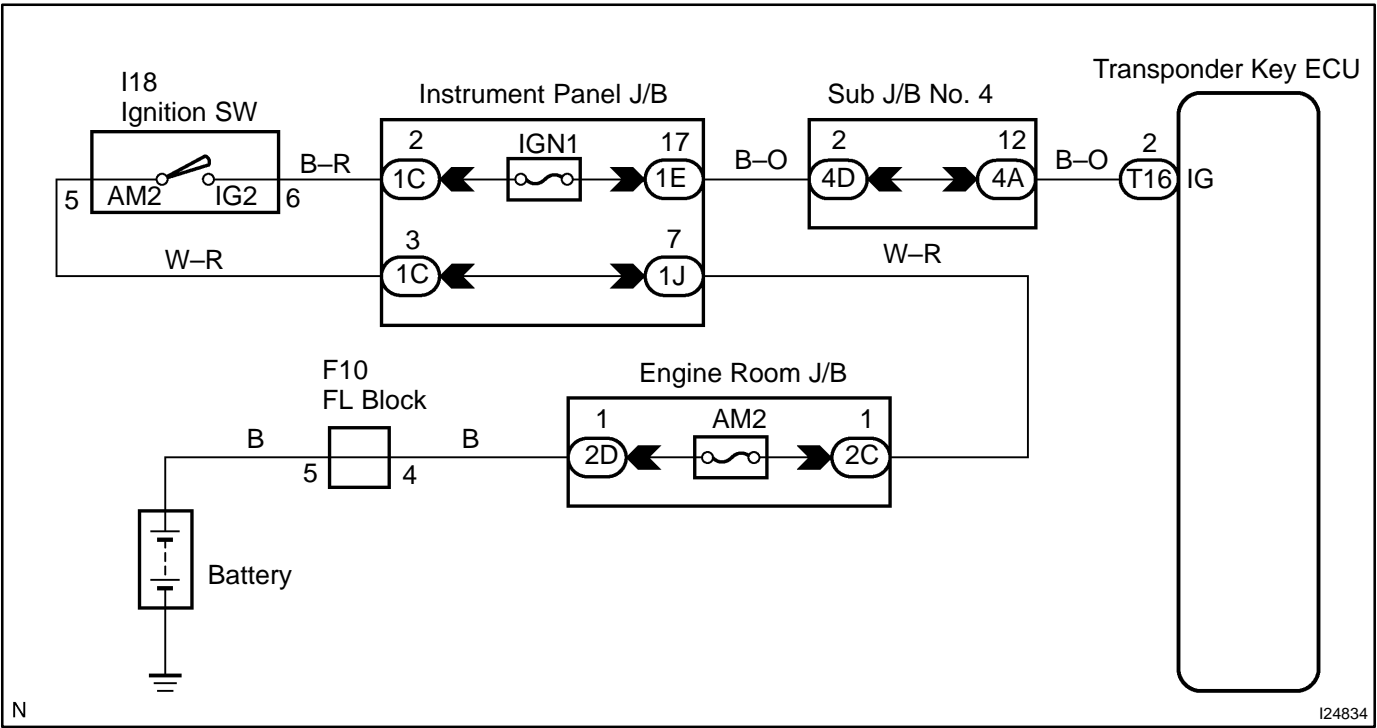 Transponder Key ECU
I18
Ignition SW
Instrument Panel J/B
Sub J/B No. 4
2
IGN1
17
2
12
2
B–R
B–O
B–O
1C
1E
4D
4A
T16
IG
5
AM2
IG2
6
3
7
W–R
W–R
1C
1J
F10
FL Block
Engine Room J/B
1
AM2
1
B
B
2D
2C
5
4
Battery
N
I24834